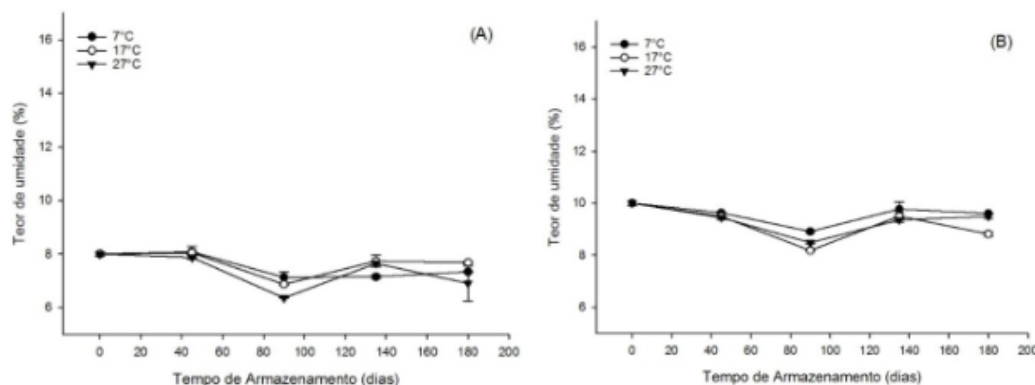 (A)
7°C
17°C
27°C
16
14
12
10
8
6
Teor de umidade (%)
0 20 40 60 80 100 120 140 160 180 200
Tempo de Armazenamento (dias)
(B)
7°C
17°C
27°C
16
14
12
10
8
6
Teor de umidade (%)
0 20 40 60 80 100 120 140 160 180 200
Tempo de Armazenamento (dias)